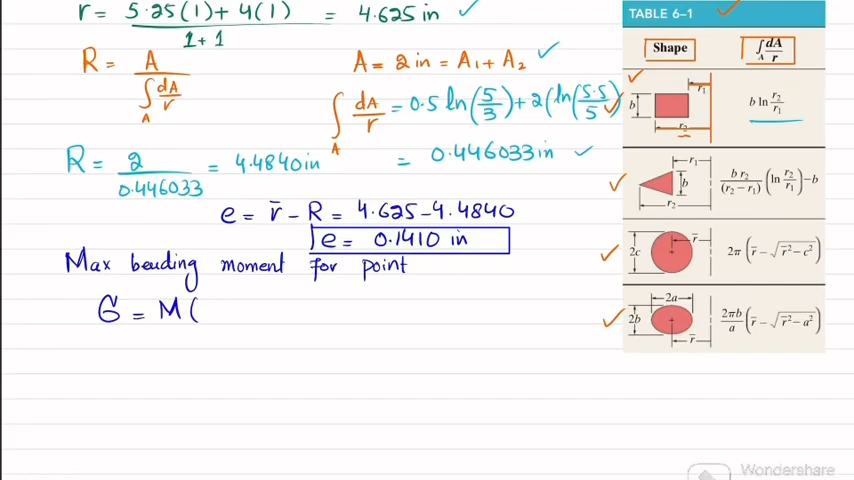 r = 5.25(1) + 4(1) / 1 + 1 = 4.625 in
R = A / ∫A dA/r
A = 2 in = A1 + A2
∫A dA/r = 0.5 ln(5/3) + 2(ln(5.5/5))
R = 2 / 0.446033 = 4.4840 in
= 0.446033 in
e = r̄ - R = 4.625 - 4.4840
e = 0.1410 in
Max bending moment for point
σ = M(
TABLE 6–1
Shape ∫A dA/r
b r1 r2 b ln r2/r1
r1 b r2 b r2/(r2 – r1) (ln r2/r1) – b
2c r̄ 2π(r̄ – √r̄² – c²)
2a 2b r̄ 2πb/a (r̄ – √r̄² – a²)
Wondershare